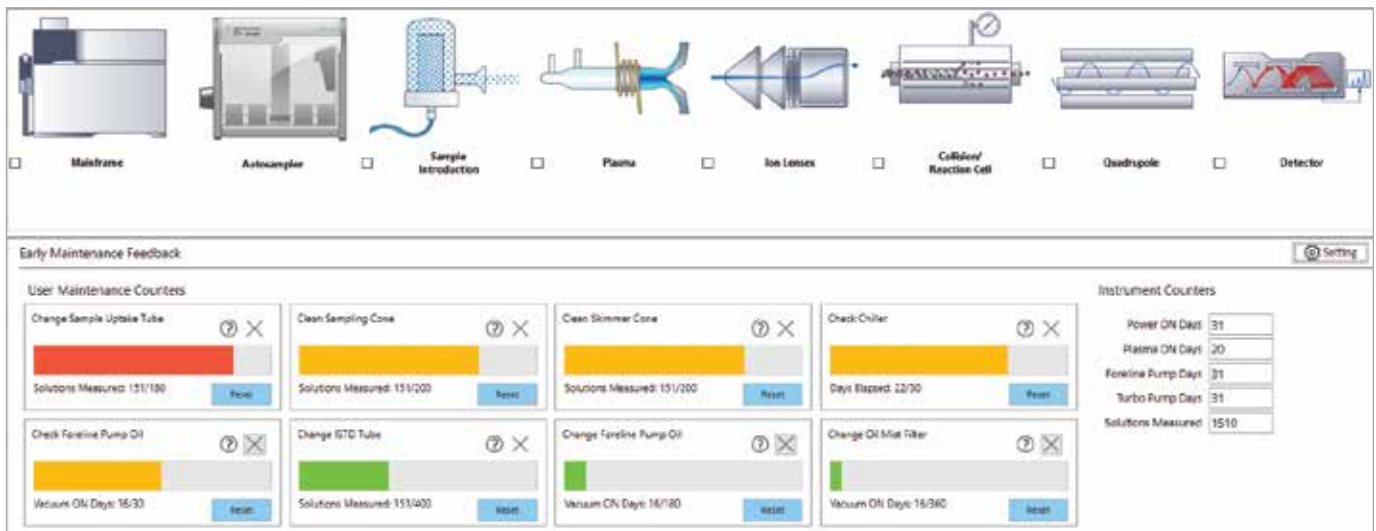 Mainframe
Autosampler
Sample
Introduction
Plasma
Ion Lenses
Collision/
Reaction Cell
Quadrupole
Detector
Early Maintenance Feedback
Setting
User Maintenance Counters
Change Sample Uptake Tube
Solutions Measured: 151/180
Reset
Clean Sampling Cone
Solutions Measured: 151/200
Reset
Clean Skimmer Cone
Solutions Measured: 151/200
Reset
Check Chiller
Days Elapsed: 22/30
Reset
Check Foreline Pump Oil
Vacuum ON Days: 16/30
Reset
Change ISTD Tube
Solutions Measured: 151/400
Reset
Change Foreline Pump Oil
Vacuum ON Days: 16/180
Reset
Change Oil Mist Filter
Vacuum ON Days: 16/360
Reset
Instrument Counters
Power ON Days 31
Plasma ON Days 20
Foreline Pump Days 31
Turbo Pump Days 31
Solutions Measured 1510